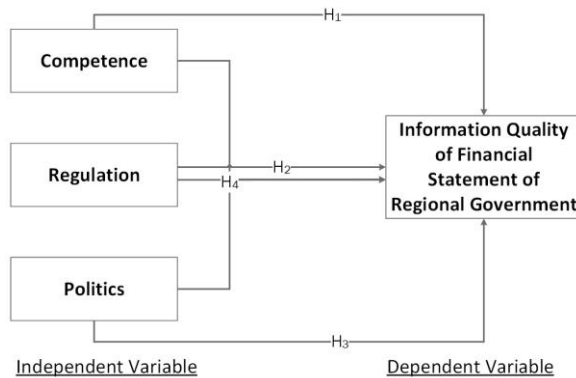 H₁
Competence
Information Quality
of Financial
Statement of
Regional Government
Regulation
H₂
H₄
Politics
H₃
Independent Variable
Dependent Variable